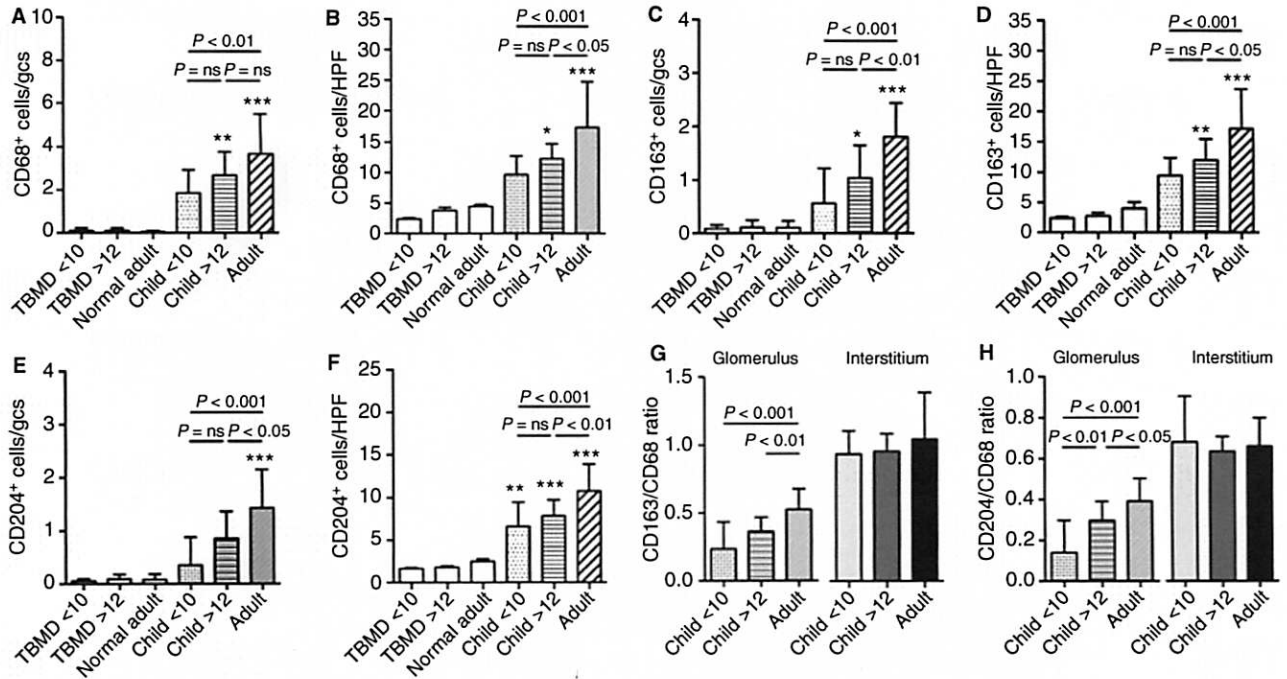 A
CD68+ cells/gcs
10
8
6
4
2
0
P < 0.01
P = ns P = ns
**
***
TBMD <10
TBMD >12
Normal adult
Child <10
Child >12
Adult
B
CD68+ cells/HPF
35
30
25
20
15
10
5
0
P < 0.001
P = ns P < 0.05
*
***
TBMD <10
TBMD >12
Normal adult
Child <10
Child >12
Adult
C
CD163+ cells/gcs
4
3
2
1
0
P < 0.001
P = ns P < 0.01
*
***
TBMD <10
TBMD >12
Normal adult
Child <10
Child >12
Adult
D
CD163+ cells/HPF
35
30
25
20
15
10
5
0
P < 0.001
P = ns P < 0.05
**
***
TBMD <10
TBMD >12
Normal adult
Child <10
Child >12
Adult
E
CD204+ cells/gcs
4
3
2
1
0
P < 0.001
P = ns P < 0.05
***
TBMD <10
TBMD >12
Normal adult
Child <10
Child >12
Adult
F
CD204+ cells/HPF
25
20
15
10
5
0
P < 0.001
P = ns P < 0.01
**
***
***
TBMD <10
TBMD >12
Normal adult
Child <10
Child >12
Adult
G
Glomerulus Interstitium
CD163/CD68 ratio
1.5
1.0
0.5
0.0
P < 0.001
P < 0.01
Child <10
Child >12
Adult
Child <10
Child >12
Adult
H
Glomerulus Interstitium
CD204/CD68 ratio
1.0
0.8
0.6
0.4
0.2
0.0
P < 0.001
P < 0.01 P < 0.05
Child <10
Child >12
Adult
Child <10
Child >12
Adult